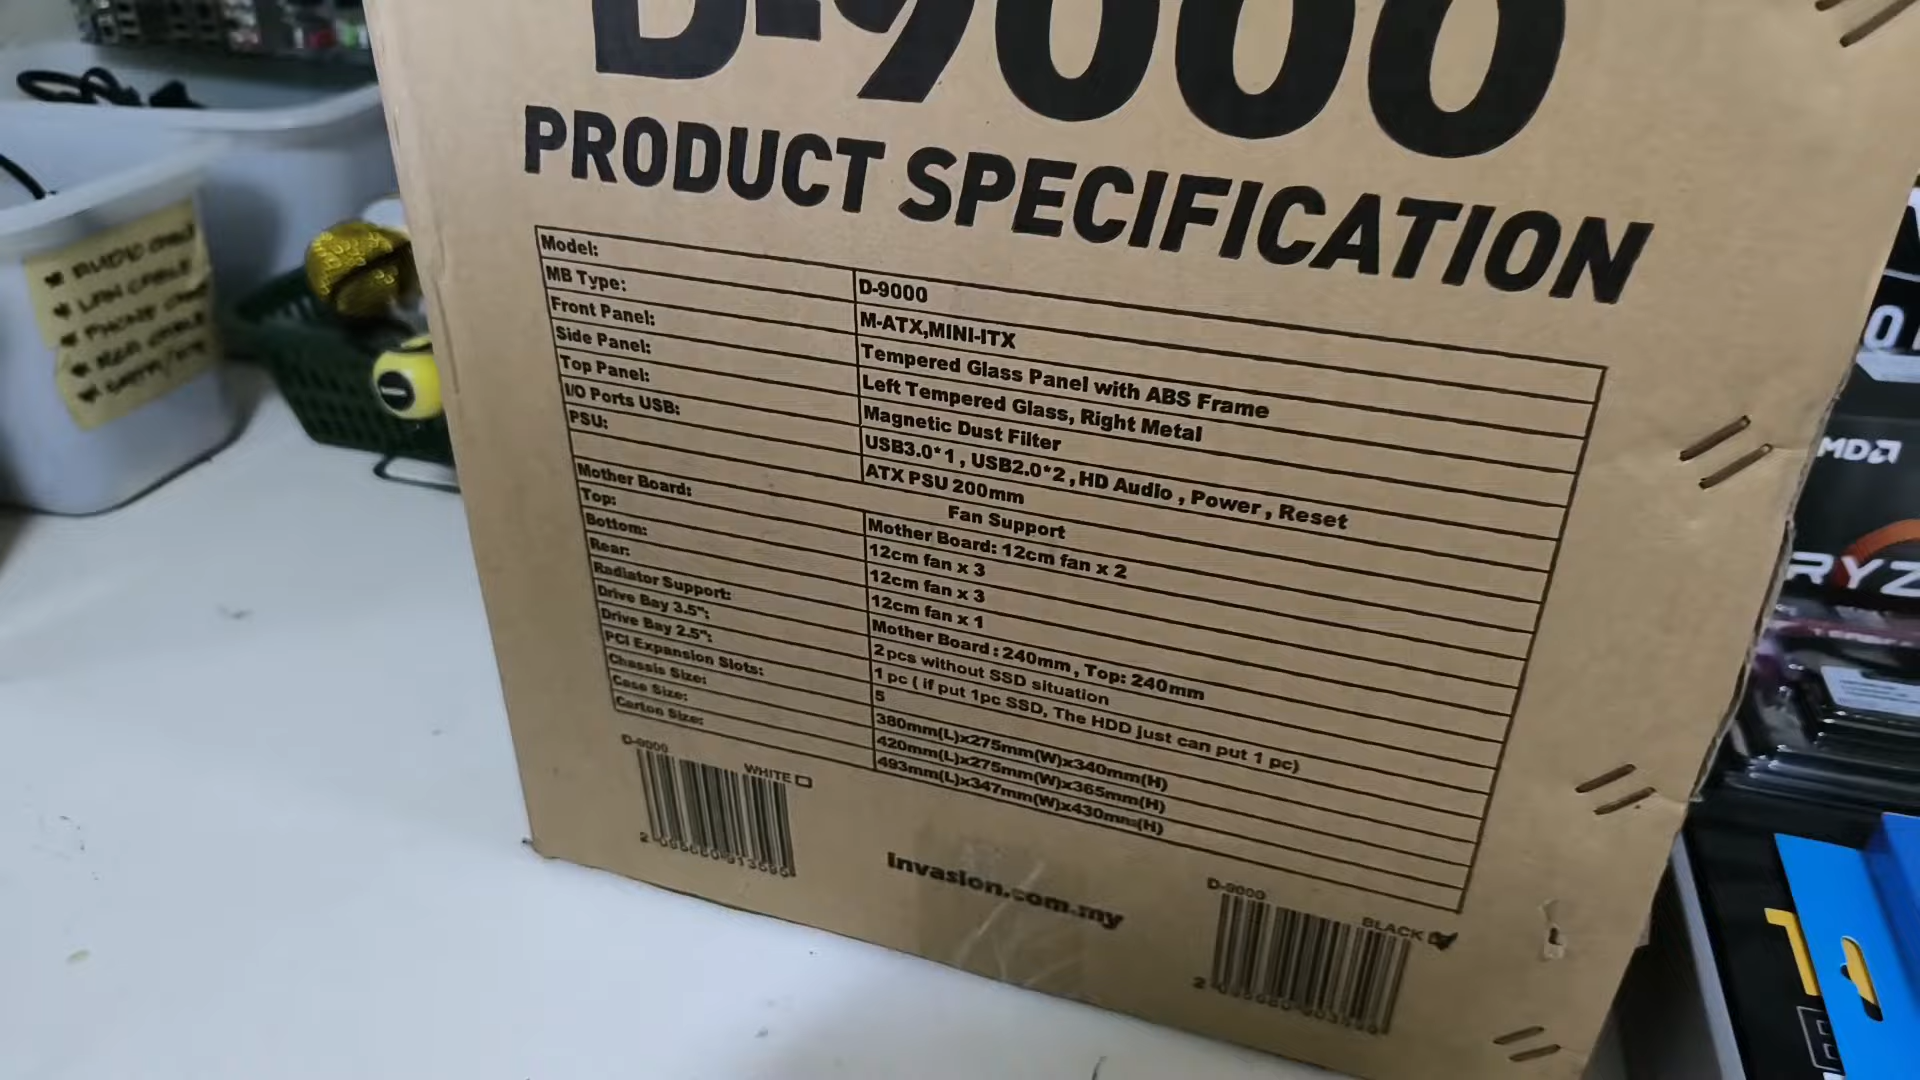 D-9000
PRODUCT SPECIFICATION
Model: D-9000
MB Type: M-ATX,MINI-ITX
Front Panel: Tempered Glass Panel with ABS Frame
Side Panel: Left Tempered Glass, Right Metal
Top Panel: Magnetic Dust Filter
I/O Ports USB: USB3.0*1 , USB2.0*2 , HD Audio , Power , Reset
PSU: ATX PSU 200mm
Fan Support
Mother Board: Mother Board: 12cm fan x 2
Top: 12cm fan x 3
Bottom: 12cm fan x 3
Rear: 12cm fan x 1
Radiator Support: Mother Board : 240mm , Top: 240mm
Drive Bay 3.5": 2pcs without SSD situation
Drive Bay 2.5": 1 pc ( if put 1pc SSD, The HDD just can put 1 pc)
PCI Expansion Slots: 5
Chassis Size: 380mm(L)x275mm(W)x340mm(H)
Case Size: 420mm(L)x275mm(W)x365mm(H)
Carton Size: 493mm(L)x347mm(W)x430mm(H)
D-9000
WHITE
invasion.com.my
D-9000
BLACK
AUDIO CABLE
LAN CABLE
PHONE
AMD
RYZ